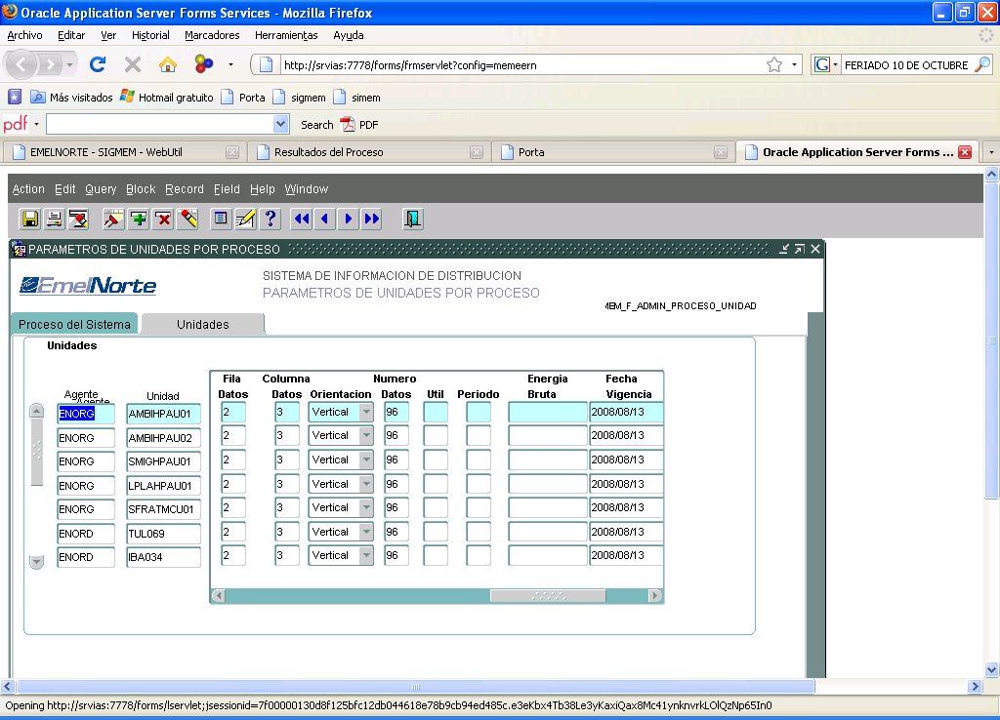 Oracle Application Server Forms Services - Mozilla Firefox
Archivo Editar Ver Historial Marcadores Herramientas Ayuda
http://srvias:7778/forms/frmservlet?config=memeern
G FERIADO 10 DE OCTUBRE
Más visitados Hotmail gratuito Porta sigmem simem
pdf Search PDF
EMELNORTE - SIGMEM - WebUtil Resultados del Proceso Porta Oracle Application Server Forms ...
Action Edit Query Block Record Field Help Window
PARAMETROS DE UNIDADES POR PROCESO
EmelNorte
SISTEMA DE INFORMACION DE DISTRIBUCION
PARAMETROS DE UNIDADES POR PROCESO
MEM_F_ADMIN_PROCESO_UNIDAD
Proceso del Sistema Unidades
Unidades
Fila Columna Numero Energia Fecha
Agente Agente Unidad Datos Datos Orientacion Datos Util Periodo Bruta Vigencia
ENORG AMBIHPAU01 2 3 Vertical 96 2008/08/13
ENORG AMBIHPAU02 2 3 Vertical 96 2008/08/13
ENORG SMIGHPAU01 2 3 Vertical 96 2008/08/13
ENORG LPLAHPAU01 2 3 Vertical 96 2008/08/13
ENORG SFRATMCU01 2 3 Vertical 96 2008/08/13
ENORD TUL069 2 3 Vertical 96 2008/08/13
ENORD IBA034 2 3 Vertical 96 2008/08/13
Opening http://srvias:7778/forms/lservlet;jsessionid=7f00000130d8f125bfc12db044618e78b9cb94ed485c.e3eKbx4Tb38Le3yKaxiQax8Mc41ynknvrkLOlQzNp65In0